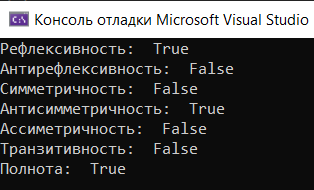 Консоль отладки Microsoft Visual Studio
Рефлексивность:  True
Антирефлексивность:  False
Симметричность:  False
Антисимметричность:  True
Ассиметричность:  False
Транзитивность:  False
Полнота:  True